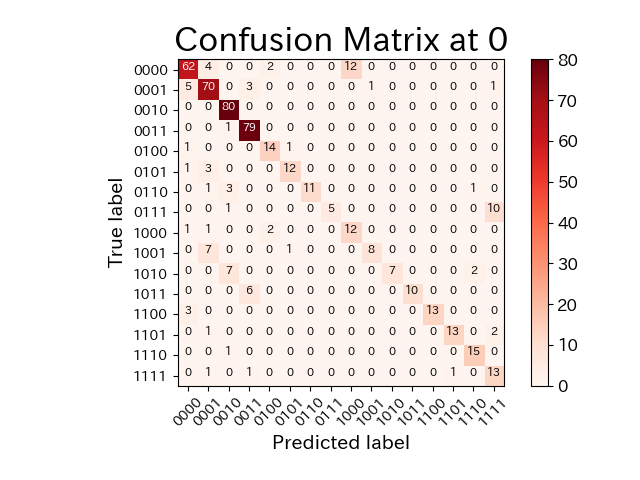 Confusion Matrix at 0
0000 62 4 0 0 2 0 0 0 12 0 0 0 0 0 0 0
0001 5 70 0 3 0 0 0 0 0 1 0 0 0 0 0 1
0010 0 0 80 0 0 0 0 0 0 0 0 0 0 0 0 0
0011 0 0 1 79 0 0 0 0 0 0 0 0 0 0 0 0
0100 1 0 0 0 14 1 0 0 0 0 0 0 0 0 0 0
0101 1 3 0 0 0 12 0 0 0 0 0 0 0 0 0 0
0110 0 1 3 0 0 0 11 0 0 0 0 0 0 0 1 0
0111 0 0 1 0 0 0 0 5 0 0 0 0 0 0 0 10
1000 1 1 0 0 2 0 0 0 12 0 0 0 0 0 0 0
1001 0 7 0 0 0 1 0 0 0 8 0 0 0 0 0 0
1010 0 0 7 0 0 0 0 0 0 0 7 0 0 0 2 0
1011 0 0 0 6 0 0 0 0 0 0 0 10 0 0 0 0
1100 3 0 0 0 0 0 0 0 0 0 0 0 13 0 0 0
1101 0 1 0 0 0 0 0 0 0 0 0 0 0 13 0 2
1110 0 0 1 0 0 0 0 0 0 0 0 0 0 0 15 0
1111 0 1 0 1 0 0 0 0 0 0 0 0 0 1 0 13
0000 0001 0010 0011 0100 0101 0110 0111 1000 1001 1010 1011 1100 1101 1110 1111
Predicted label
True label
80
70
60
50
40
30
20
10
0